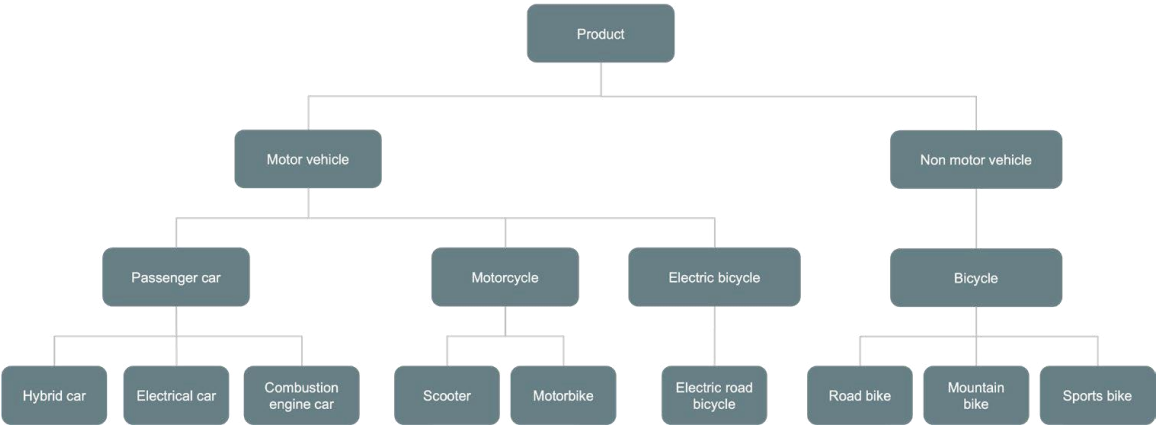 Product
Motor vehicle
Non motor vehicle
Passenger car
Motorcycle
Electric bicycle
Bicycle
Hybrid car
Electrical car
Combustion
engine car
Scooter
Motorbike
Electric road
bicycle
Road bike
Mountain
bike
Sports bike